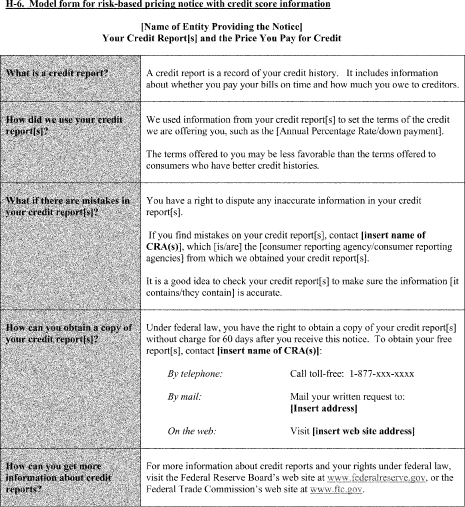 H-6. Model form for risk-based pricing notice with credit score information
[Name of Entity Providing the Notice]
Your Credit Report[s] and the Price You Pay for Credit
What is a credit report?
A credit report is a record of your credit history. It includes information
about whether you pay your bills on time and how much you owe to creditors.
How did we use your credit
report[s]?
We used information from your credit report[s] to set the terms of the credit
we are offering you, such as the [Annual Percentage Rate/down payment].
The terms offered to you may be less favorable than the terms offered to
consumers who have better credit histories.
What if there are mistakes in
your credit report[s]?
You have a right to dispute any inaccurate information in your credit
report[s].
If you find mistakes on your credit report[s], contact [insert name of
CRA(s)], which [is/are] the [consumer reporting agency/consumer reporting
agencies] from which we obtained your credit report[s].
It is a good idea to check your credit report[s] to make sure the information [it
contains/they contain] is accurate.
How can you obtain a copy of
your credit report[s]?
Under federal law, you have the right to obtain a copy of your credit report[s]
without charge for 60 days after you receive this notice. To obtain your free
report[s], contact [insert name of CRA(s)]:
By telephone: Call toll-free: 1-877-xxx-xxxx
By mail: Mail your written request to:
[Insert address]
On the web: Visit [insert web site address]
How can you get more
information about credit
reports?
For more information about credit reports and your rights under federal law,
visit the Federal Reserve Board's web site at www.federalreserve.gov, or the
Federal Trade Commission's web site at www.ftc.gov.